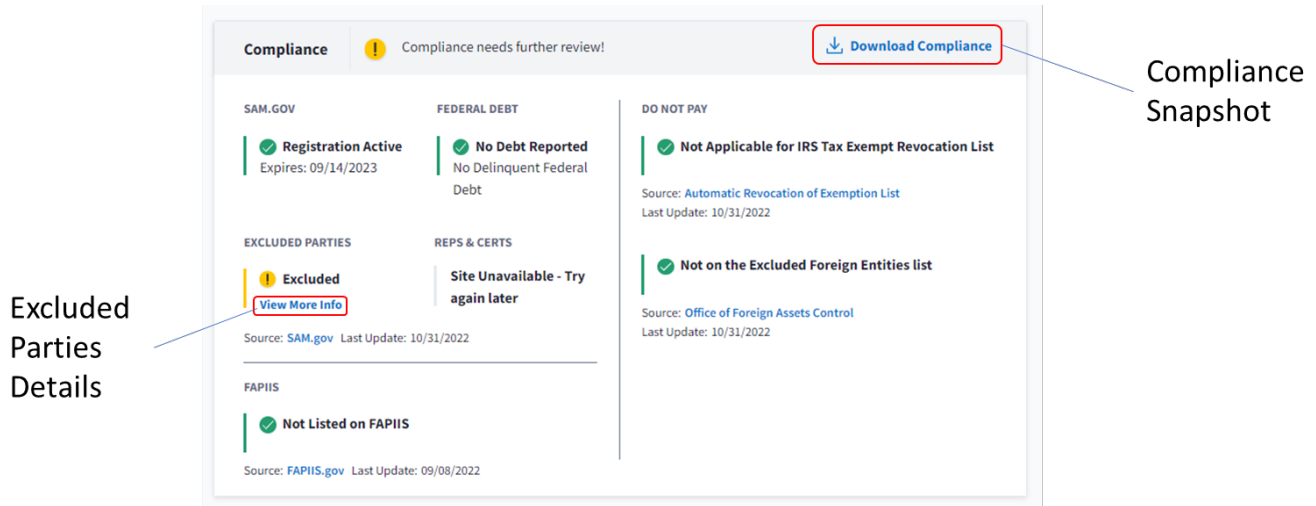 Compliance
Compliance needs further review!
Download Compliance
Compliance
Snapshot
SAM.GOV
Registration Active
Expires: 09/14/2023
FEDERAL DEBT
No Debt Reported
No Delinquent Federal
Debt
EXCLUDED PARTIES
Excluded
View More Info
REPS & CERTS
Site Unavailable - Try
again later
Source: SAM.gov Last Update: 10/31/2022
FAPIIS
Not Listed on FAPIIS
Source: FAPIIS.gov Last Update: 09/08/2022
DO NOT PAY
Not Applicable for IRS Tax Exempt Revocation List
Source: Automatic Revocation of Exemption List
Last Update: 10/31/2022
Not on the Excluded Foreign Entities list
Source: Office of Foreign Assets Control
Last Update: 10/31/2022
Excluded
Parties
Details